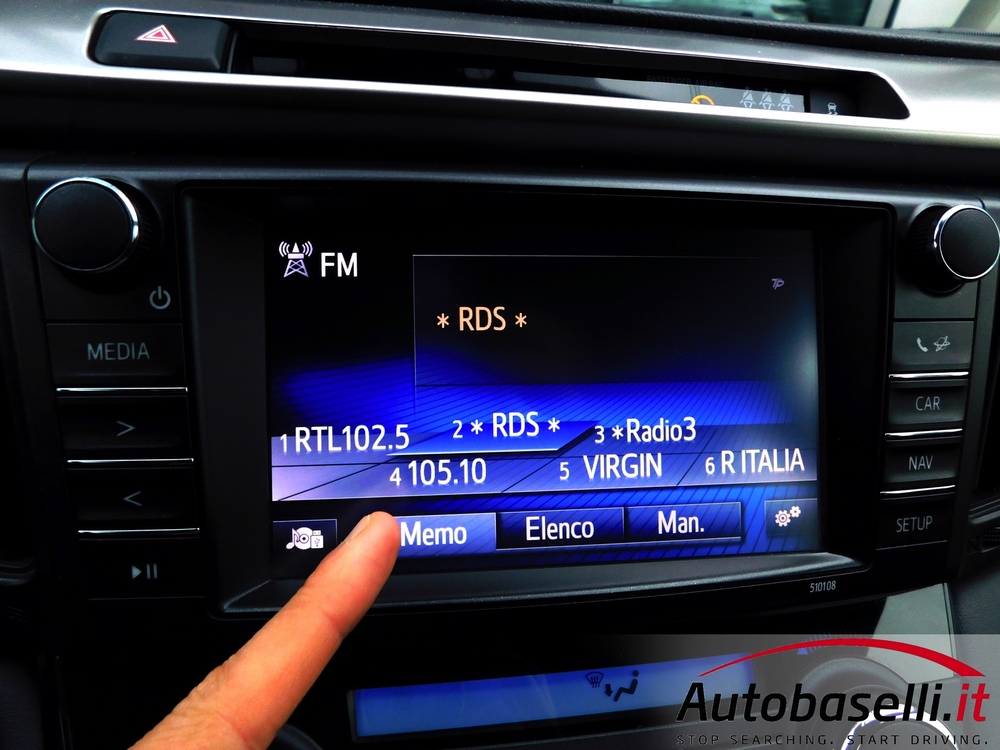 FM
TP
* RDS *
MEDIA
CAR
1 RTL102.5 2 * RDS * 3 *Radio3
4 105.10 5 VIRGIN 6 R ITALIA
NAV
Memo Elenco Man.
SETUP
510108
Autobaselli.it
STOP SEARCHING. START DRIVING.